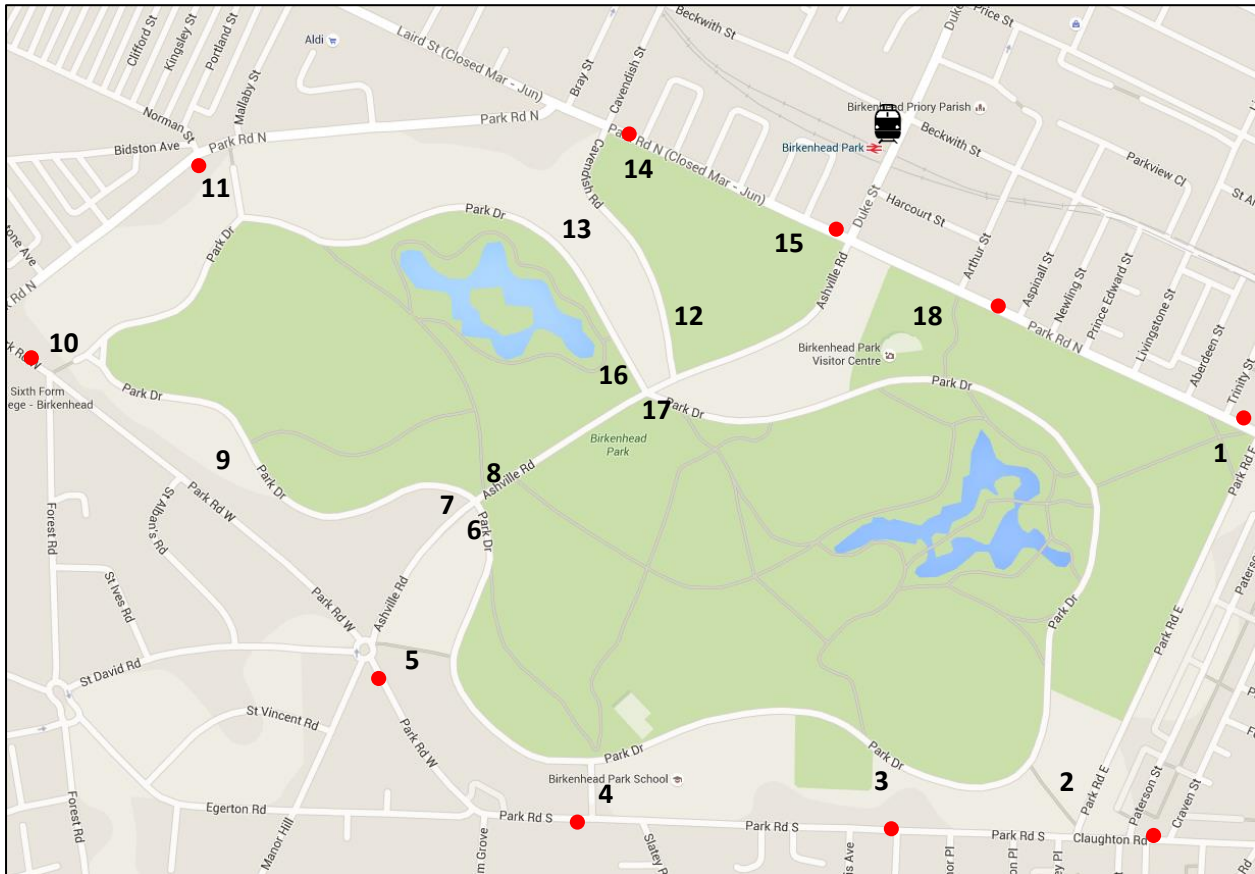 Beckwith St
Duke St
Price St
Clifford St
Kingsley St
Portland St
Aldi
Laird St (Closed Mar - Jun)
Bray St
Cavendish St
Mallaby St
Norman St
Park Rd N
Park Rd N
Bidston Ave
Birkenhead Priory Parish
Beckwith St
Park Rd N (Closed Mar - Jun)
Birkenhead Park
Parkview Cl
14
11
Cavendish Rd
Duke St
Harcourt St
Park Dr
Park Dr
13
15
Arthur St
Aspinall St
Newling St
Prince Edward St
Livingstone St
Aberdeen St
Trinity St
Ashville Rd
12
18
Park Rd N
10
Birkenhead Park
Visitor Centre
Sixth Form
Park Dr
16
Park Dr
17
Park Dr
Birkenhead
Park
1
Park Rd E
9
Park Dr
8
Ashville Rd
7
6
Park Dr
St Alban's Rd
Park Rd W
Forest Rd
St Ives Rd
Ashville Rd
Park Rd W
Park Dr
Park Rd E
5
St David Rd
St Vincent Rd
Park Rd W
Park Dr
Park Dr
Birkenhead Park School
4
3
2
Park Rd E
Paterson St
Craven St
Egerton Rd
Manor Hill
Forest Rd
Park Rd S
Park Rd S
Park Rd S
Claughton Rd
Slatey Rd